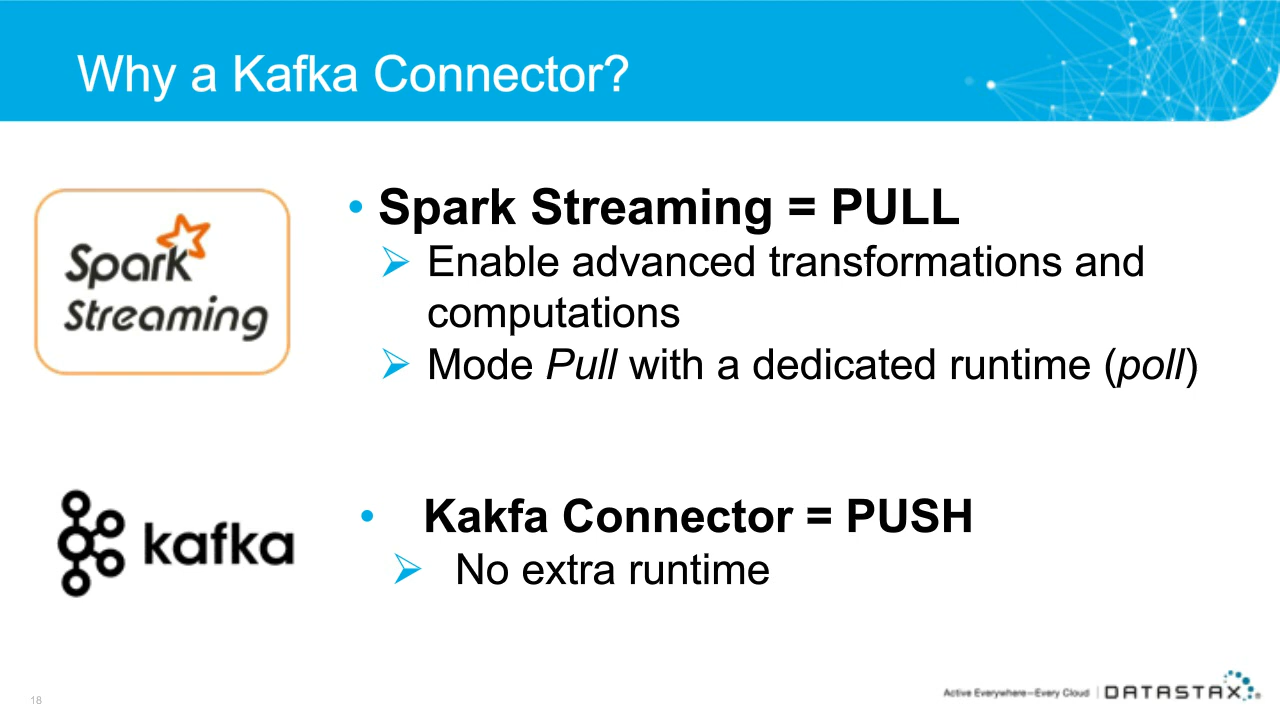 Why a Kafka Connector?
Spark
Streaming
• Spark Streaming = PULL
➢ Enable advanced transformations and
computations
➢ Mode Pull with a dedicated runtime (poll)
kafka
• Kakfa Connector = PUSH
➢ No extra runtime
18
Active Everywhere—Every Cloud | DATASTAX